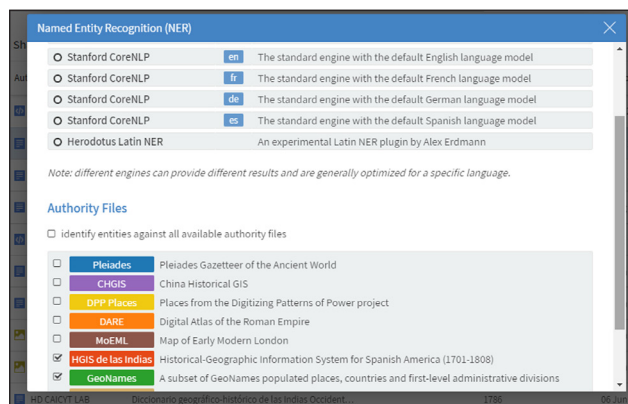 Named Entity Recognition (NER)
Sh
Stanford CoreNLP en The standard engine with the default English language model
Aut
Stanford CoreNLP fr The standard engine with the default French language model
Stanford CoreNLP de The standard engine with the default German language model
Stanford CoreNLP es The standard engine with the default Spanish language model
Herodotus Latin NER An experimental Latin NER plugin by Alex Erdmann
Note: different engines can provide different results and are generally optimized for a specific language.
Authority Files
identify entities against all available authority files
Pleiades Pleiades Gazetteer of the Ancient World
CHGIS China Historical GIS
DPP Places Places from the Digitizing Patterns of Power project
DARE Digital Atlas of the Roman Empire
MoEML Map of Early Modern London
HGIS de las Indias Historical-Geographic Information System for Spanish America (1701-1808)
GeoNames A subset of GeoNames populated places, countries and first-level administrative divisions
HD CAICYT LAB Diccionario geográfico-histórico de las Indias Occident... 1786 06 Jun